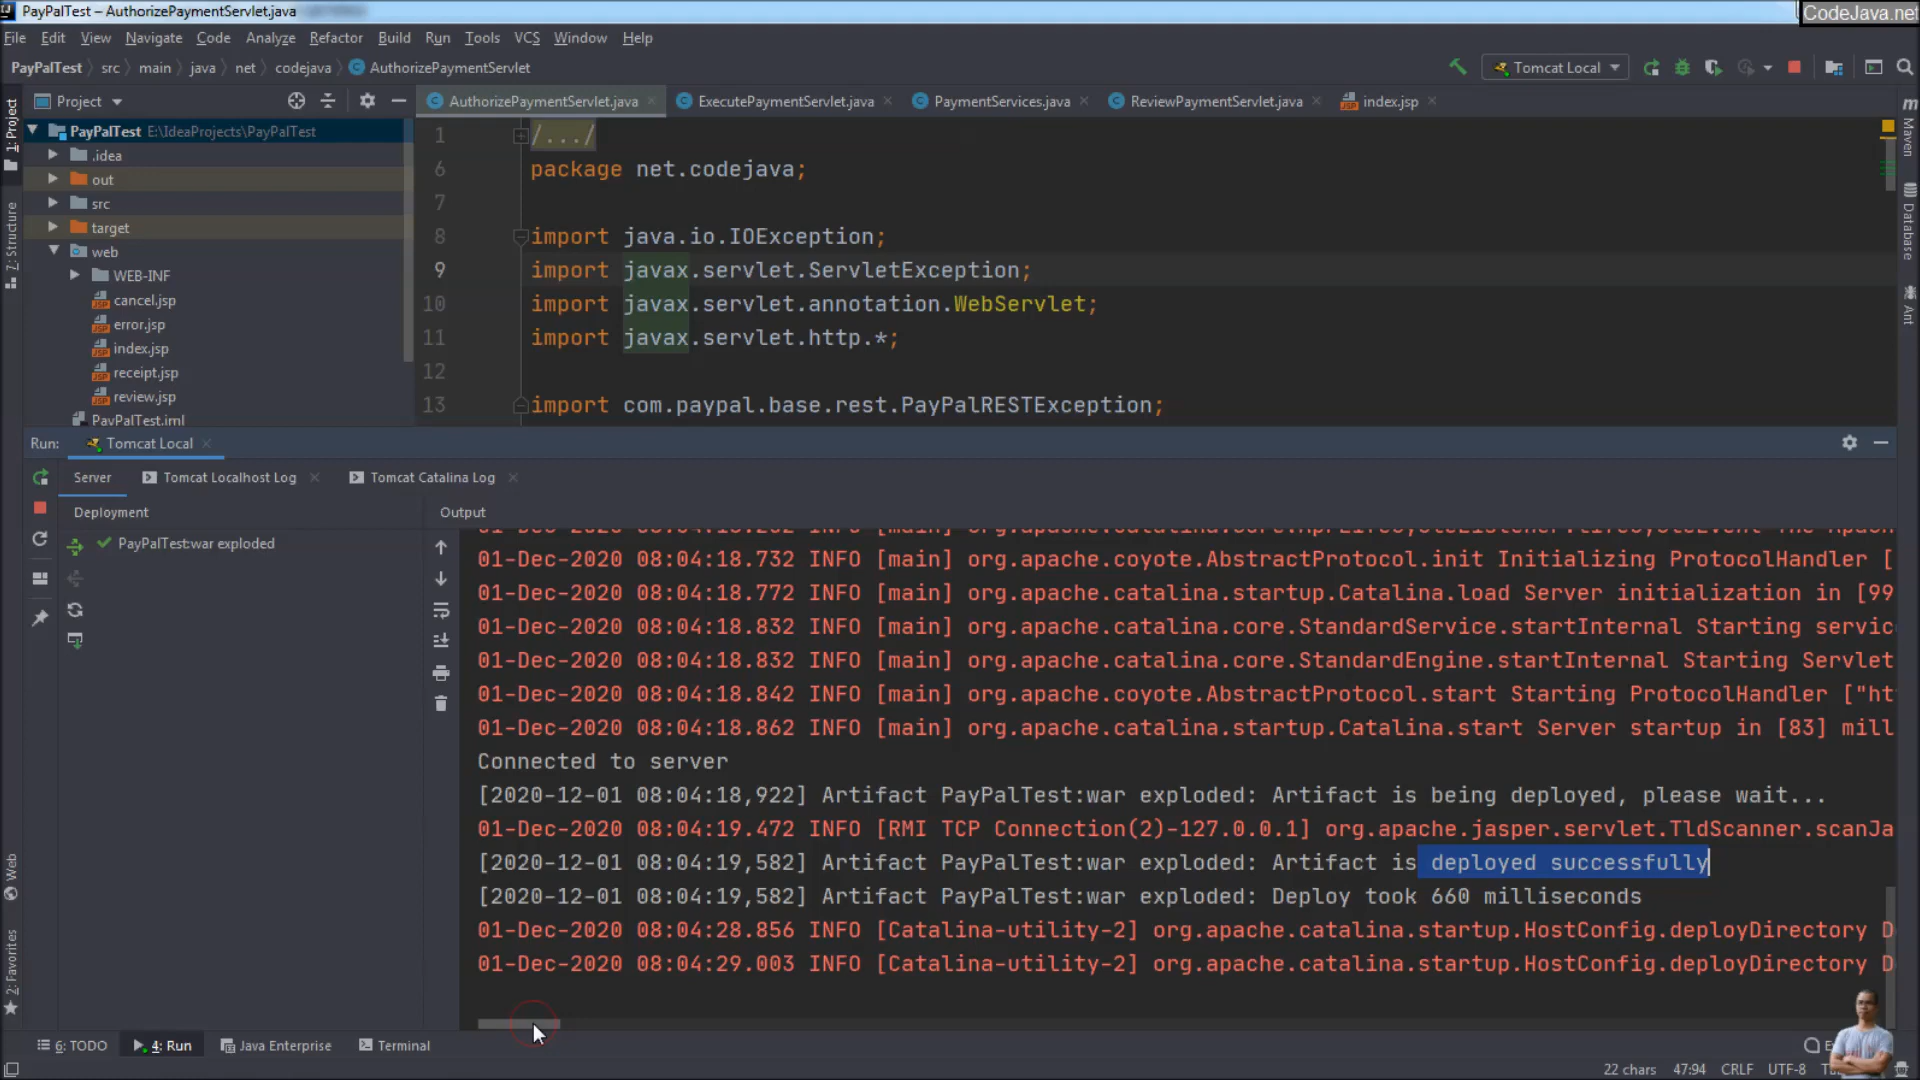 PayPalTest – AuthorizePaymentServlet.java
CodeJava.net
File Edit View Navigate Code Analyze Refactor Build Run Tools VCS Window Help
PayPalTest src main java net codejava AuthorizePaymentServlet
Tomcat Local
Project
AuthorizePaymentServlet.java ExecutePaymentServlet.java PaymentServices.java ReviewPaymentServlet.java index.jsp
1: Project
7: Structure
Web
2: Favorites
Maven
Database
Ant
PayPalTest E:\IdeaProjects\PayPalTest
.idea
out
src
target
web
WEB-INF
cancel.jsp
error.jsp
index.jsp
receipt.jsp
review.jsp
PayPalTest.iml
1 /.../
6 package net.codejava;
7
8 import java.io.IOException;
9 import javax.servlet.ServletException;
10 import javax.servlet.annotation.WebServlet;
11 import javax.servlet.http.*;
12
13 import com.paypal.base.rest.PayPalRESTException;
Run: Tomcat Local
Server Tomcat Localhost Log Tomcat Catalina Log
Deployment Output
PayPalTest:war exploded
01-Dec-2020 08:04:18.732 INFO [main] org.apache.coyote.AbstractProtocol.init Initializing ProtocolHandler [
01-Dec-2020 08:04:18.772 INFO [main] org.apache.catalina.startup.Catalina.load Server initialization in [99
01-Dec-2020 08:04:18.832 INFO [main] org.apache.catalina.core.StandardService.startInternal Starting servic
01-Dec-2020 08:04:18.832 INFO [main] org.apache.catalina.core.StandardEngine.startInternal Starting Servlet
01-Dec-2020 08:04:18.842 INFO [main] org.apache.coyote.AbstractProtocol.start Starting ProtocolHandler ["ht
01-Dec-2020 08:04:18.862 INFO [main] org.apache.catalina.startup.Catalina.start Server startup in [83] mill
Connected to server
[2020-12-01 08:04:18,922] Artifact PayPalTest:war exploded: Artifact is being deployed, please wait...
01-Dec-2020 08:04:19.472 INFO [RMI TCP Connection(2)-127.0.0.1] org.apache.jasper.servlet.TldScanner.scanJa
[2020-12-01 08:04:19,582] Artifact PayPalTest:war exploded: Artifact is deployed successfully
[2020-12-01 08:04:19,582] Artifact PayPalTest:war exploded: Deploy took 660 milliseconds
01-Dec-2020 08:04:28.856 INFO [Catalina-utility-2] org.apache.catalina.startup.HostConfig.deployDirectory D
01-Dec-2020 08:04:29.003 INFO [Catalina-utility-2] org.apache.catalina.startup.HostConfig.deployDirectory D
6: TODO 4: Run Java Enterprise Terminal
22 chars 47:94 CRLF UTF-8